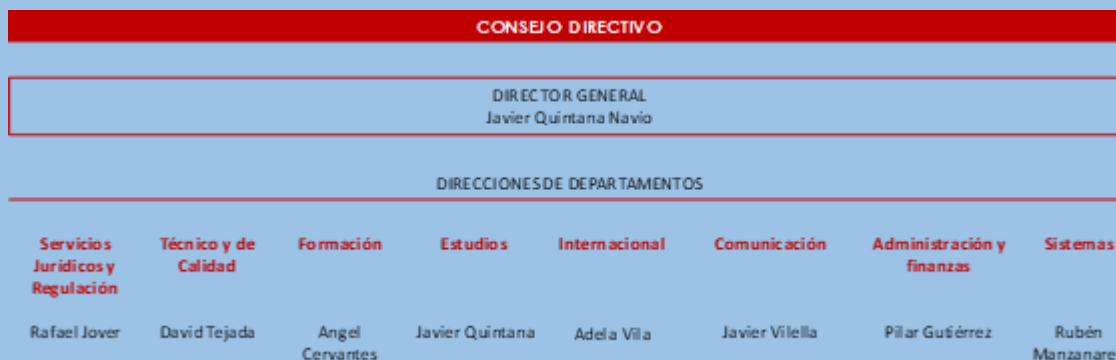 CONSEJO DIRECTIVO
DIRECTOR GENERAL
Javier Quintana Navio
DIRECCIONES DE DEPARTAMENTOS
Servicios
Jurídicos y
Regulación
Técnico y de
Calidad
Formación
Estudios
Internacional
Comunicación
Administración y
finanzas
Sistemas
Rafael Jover
David Tejada
Angel
Cervantes
Javier Quintana
Adela Vila
Javier Vilella
Pilar Gutiérrez
Rubén
Manzanare